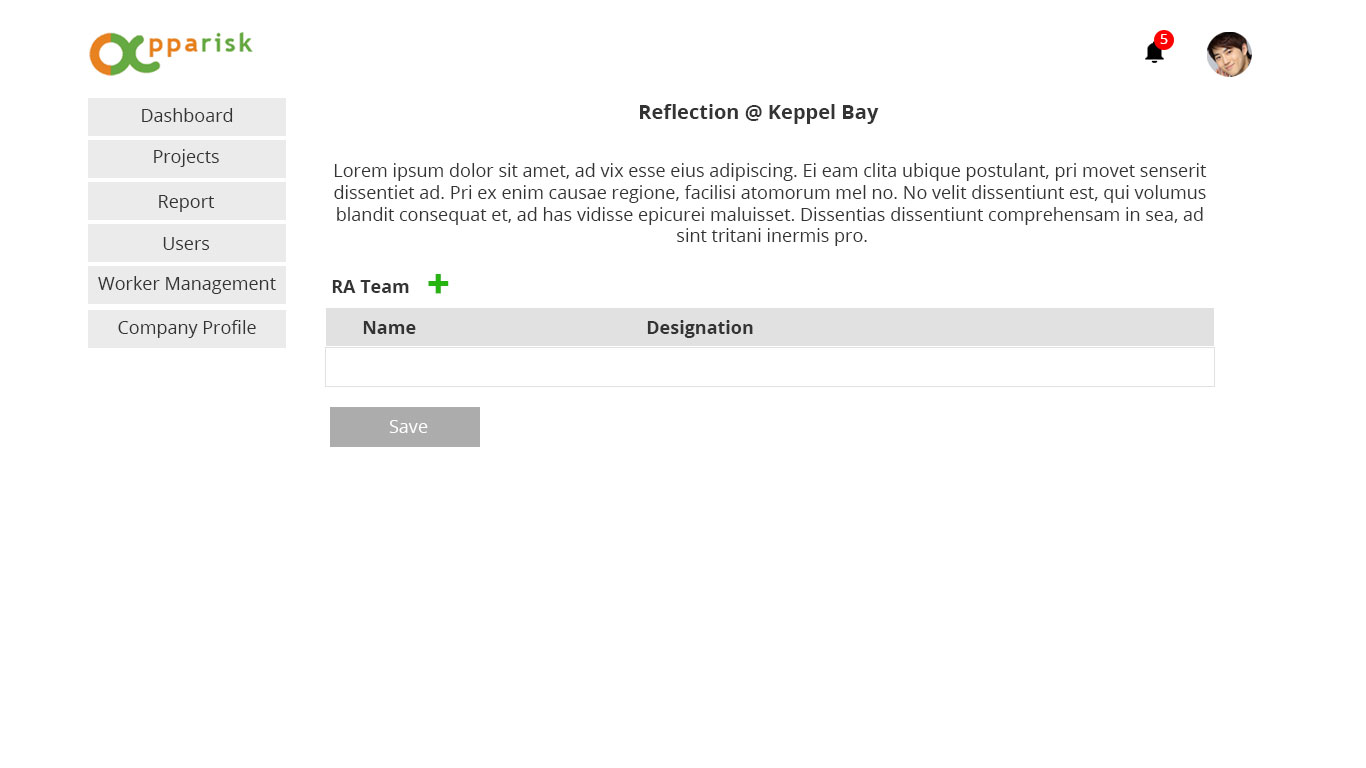 pparisk
5
Dashboard
Projects
Report
Users
Worker Management
Company Profile
Reflection @ Keppel Bay
Lorem ipsum dolor sit amet, ad vix esse eius adipiscing. Ei eam clita ubique postulant, pri movet senserit
dissentiet ad. Pri ex enim causae regione, facilisi atomorum mel no. No velit dissentiunt est, qui volumus
blandit consequat et, ad has vidisse epicurei maluisset. Dissentias dissentiunt comprehensam in sea, ad
sint tritani inermis pro.
RA Team
Name Designation
Save